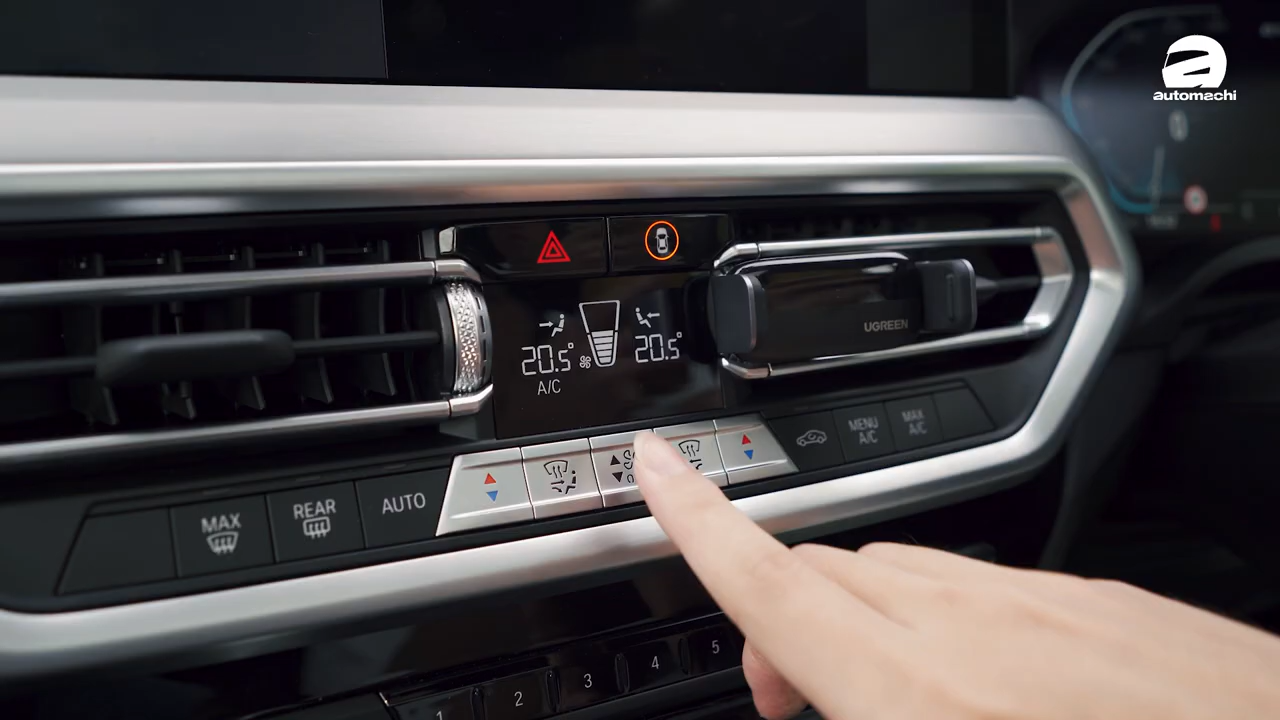 automachi
UGREEN
20.5° 20.5°
A/C
MAX
REAR
AUTO
MENU
A/C
MAX
A/C
1 2 3 4 5